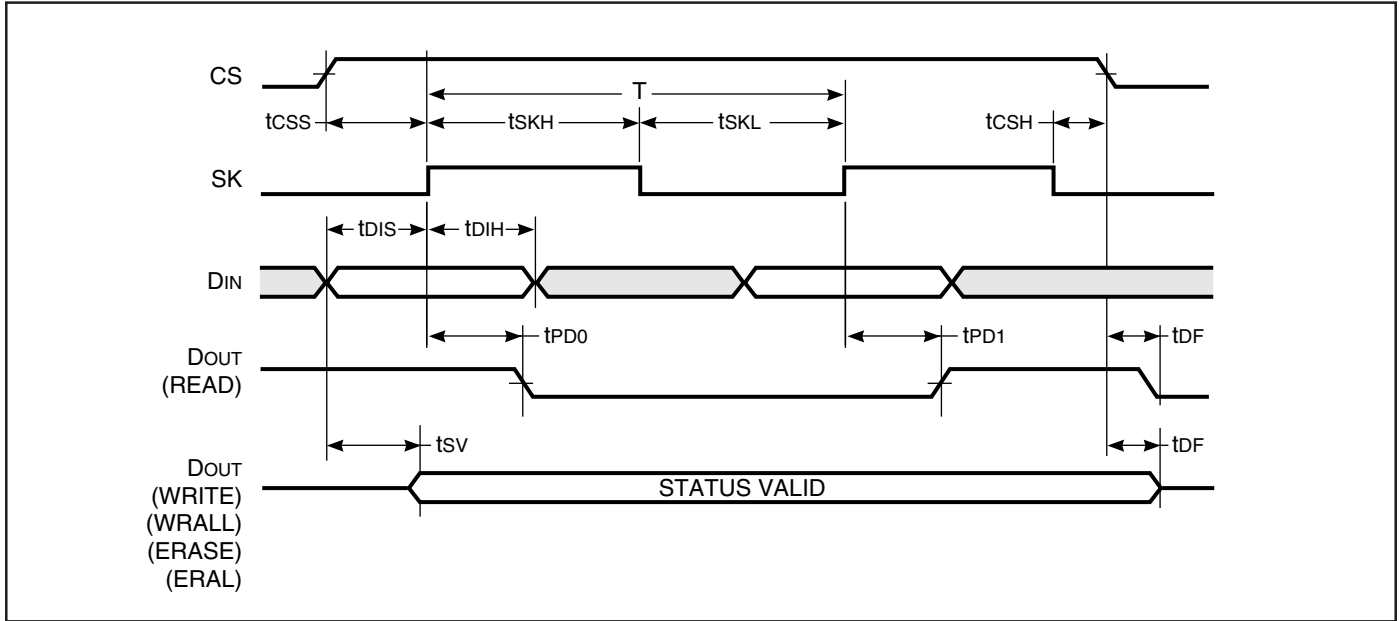 CS
T
tCSS
tSKH
tSKL
tCSH
SK
tDIS
tDIH
DIN
tPD0
tPD1
tDF
DOUT
(READ)
tSV
tDF
DOUT
(WRITE)
(WRALL)
(ERASE)
(ERAL)
STATUS VALID